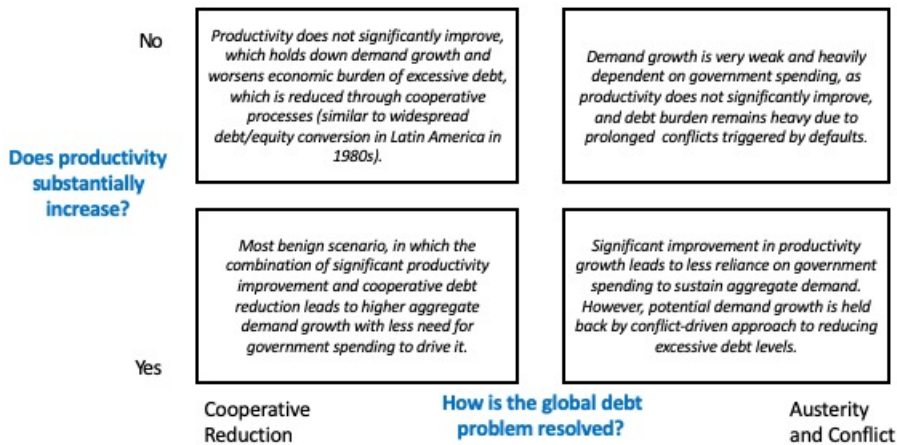 No
Productivity does not significantly improve,
which holds down demand growth and
worsens economic burden of excessive debt,
which is reduced through cooperative
processes (similar to widespread
debt/equity conversion in Latin America in
1980s).
Demand growth is very weak and heavily
dependent on government spending, as
productivity does not significantly improve,
and debt burden remains heavy due to
prolonged conflicts triggered by defaults.
Does productivity
substantially
increase?
Most benign scenario, in which the
combination of significant productivity
improvement and cooperative debt
reduction leads to higher aggregate
demand growth with less need for
government spending to drive it.
Significant improvement in productivity
growth leads to less reliance on government
spending to sustain aggregate demand.
However, potential demand growth is held
back by conflict-driven approach to reducing
excessive debt levels.
Yes
Cooperative
Reduction
How is the global debt
problem resolved?
Austerity
and Conflict